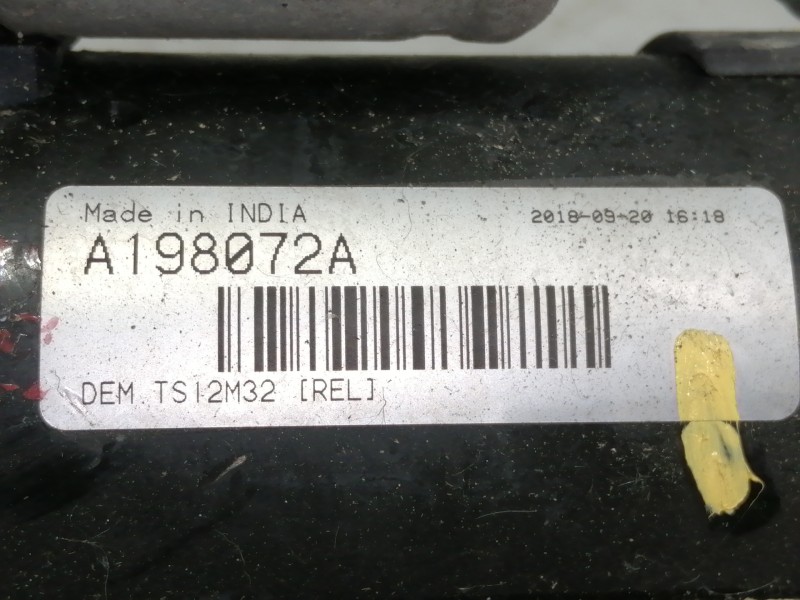 Made in INDIA
2018-09-20 16:18
A198072A
DEM TS12M32 [REL]